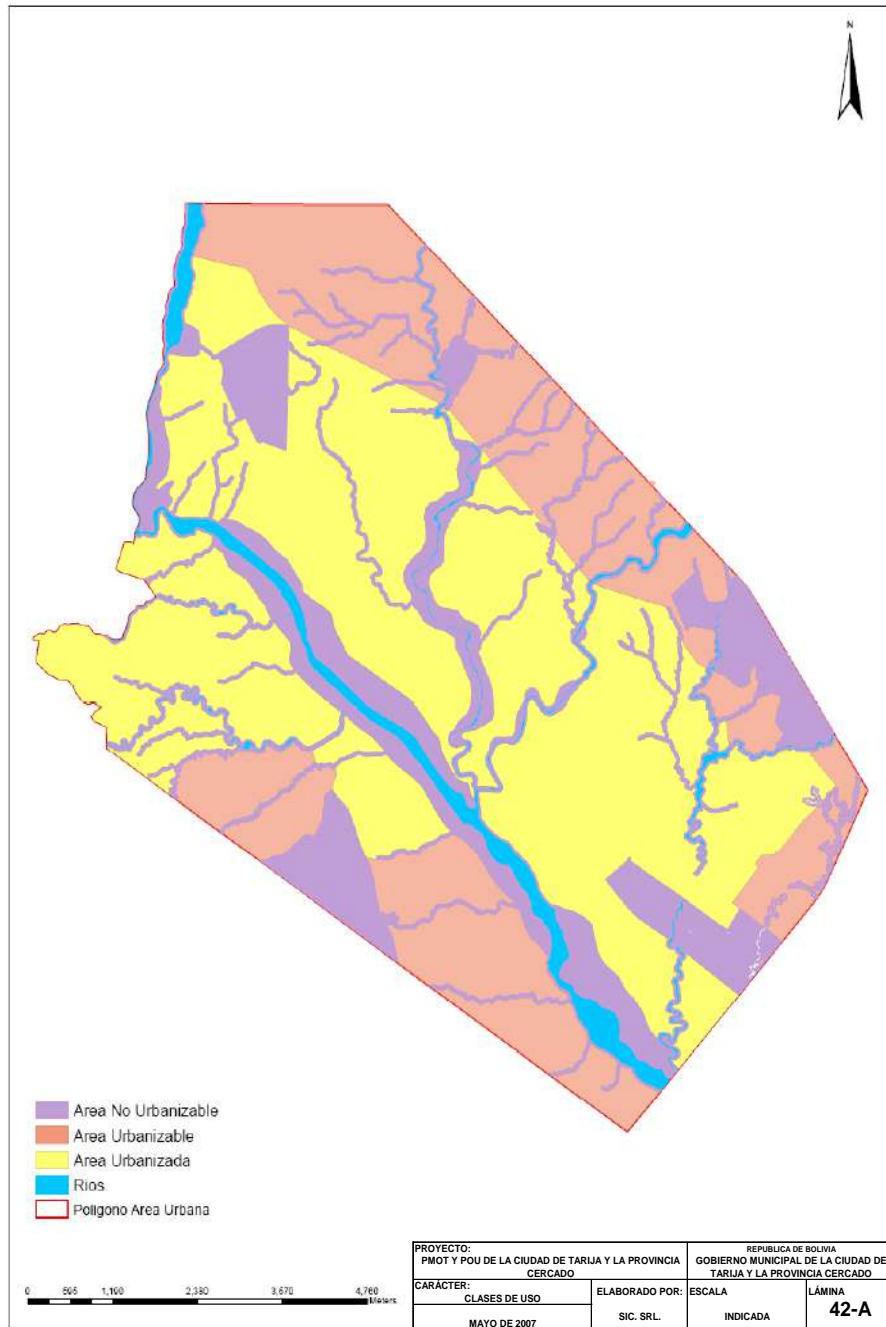 N
Area No Urbanizable
Area Urbanizable
Area Urbanizada
Rios
Poligono Area Urbana
0 595 1,190 2,380 3,570 4,760
Meters
PROYECTO:
PMOT Y POU DE LA CIUDAD DE TARIJA Y LA PROVINCIA
CERCADO
REPUBLICA DE BOLIVIA
GOBIERNO MUNICIPAL DE LA CIUDAD DE
TARIJA Y LA PROVINCIA CERCADO
CARÁCTER:
CLASES DE USO
MAYO DE 2007
ELABORADO POR:
SIC. SRL.
ESCALA
INDICADA
LÁMINA
42-A